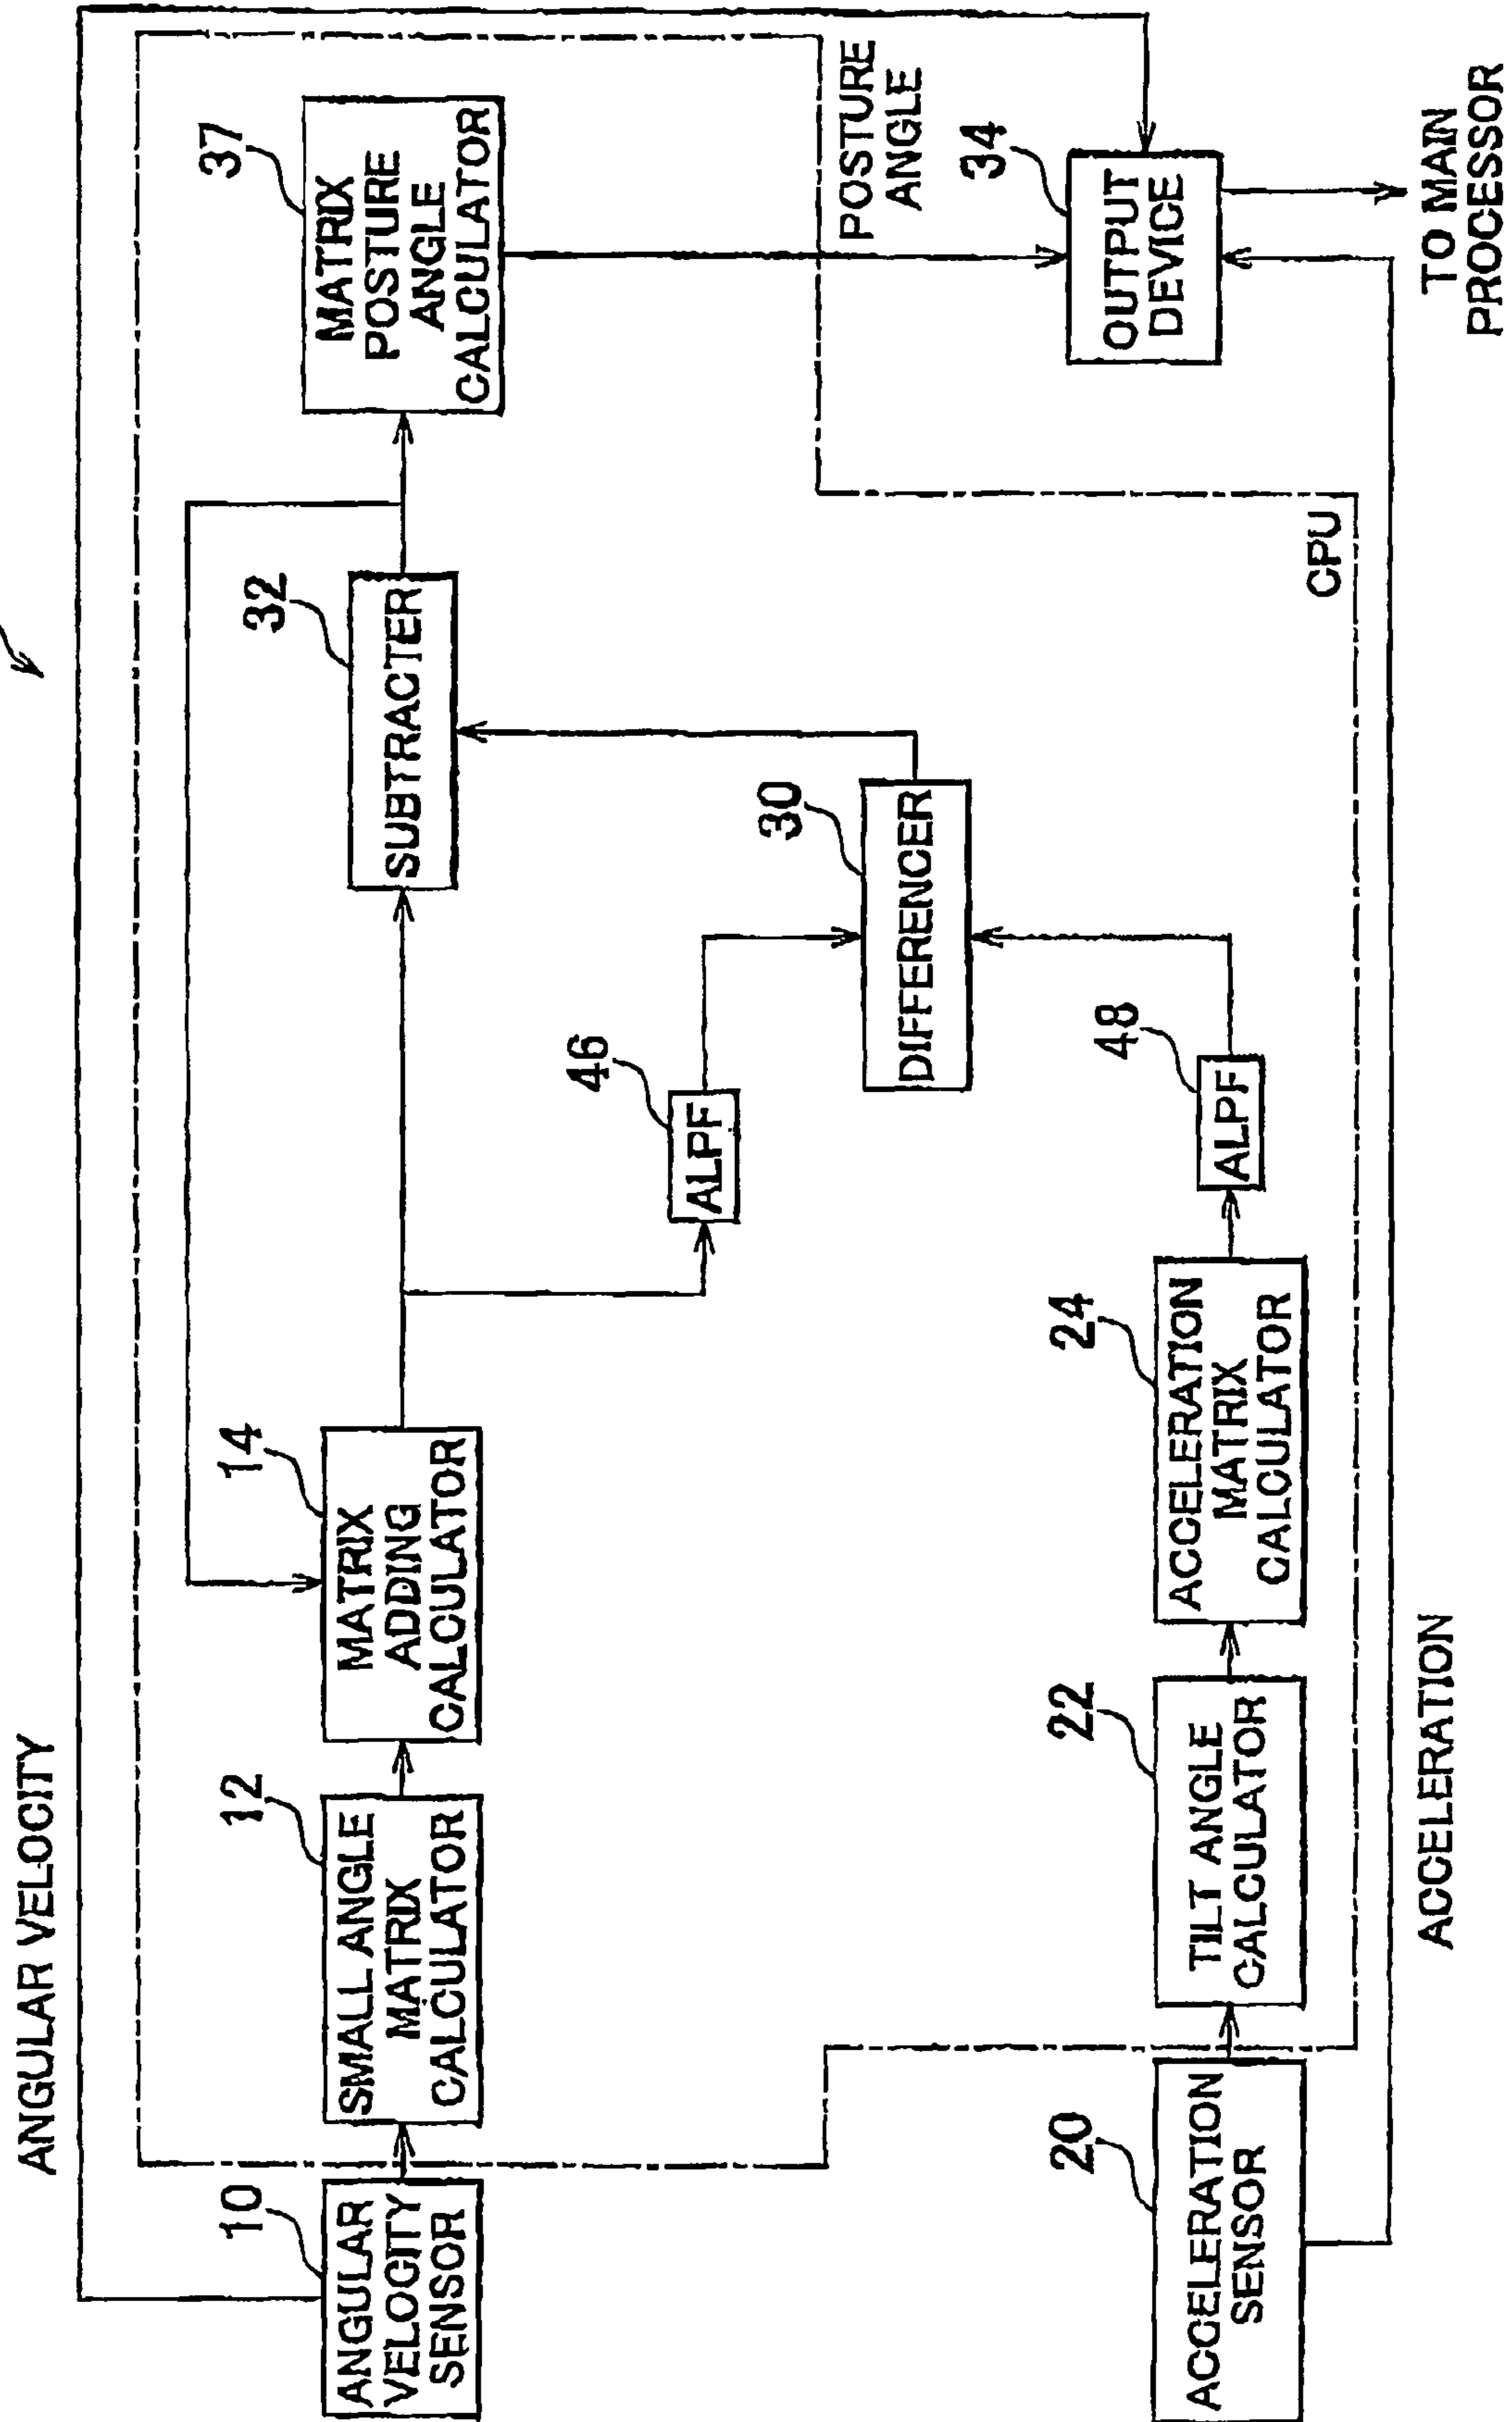 ANGULAR VELOCITY
10
ANGULAR
VELOCITY
SENSOR
12
SMALL ANGLE
MATRIX
CALCULATOR
14
MATRIX
ADDING
CALCULATOR
32
SUBTRACTER
37
MATRIX
POSTURE
ANGLE
CALCULATOR
46
ALPF
30
DIFFERENCER
POSTURE
ANGLE
20
ACCELERATION
SENSOR
22
TILT ANGLE
CALCULATOR
24
ACCELERATION
MATRIX
CALCULATOR
48
ALPF
CPU
34
OUTPUT
DEVICE
ACCELERATION
TO MAIN
PROCESSOR